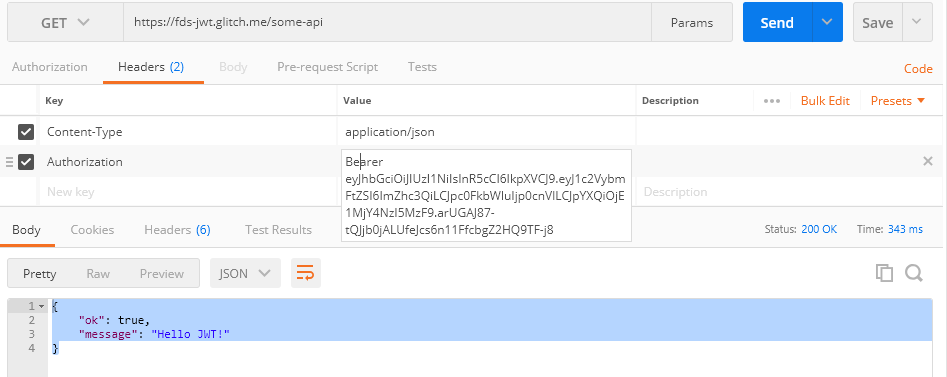 GET https://fds-jwt.glitch.me/some-api Params Send Save
Authorization Headers (2) Body Pre-request Script Tests Code
Key Value Description ••• Bulk Edit Presets
Content-Type application/json
Authorization Bearer
eyJhbGciOiJIUzI1NiIsInR5cCI6IkpXVCJ9.eyJ1c2Vybm
FtZSI6ImZhc3QiLCJpc0FkbWluIjp0cnVlLCJpYXQiOjE
1MjY4NzI5MzF9.arUGAJ87-
tQJjb0jALUfeJcs6n11FfcbgZ2HQ9TF-j8
New key Description
Body Cookies Headers (6) Test Results Status: 200 OK Time: 343 ms
Pretty Raw Preview JSON
1 {
2 "ok": true,
3 "message": "Hello JWT!"
4 }